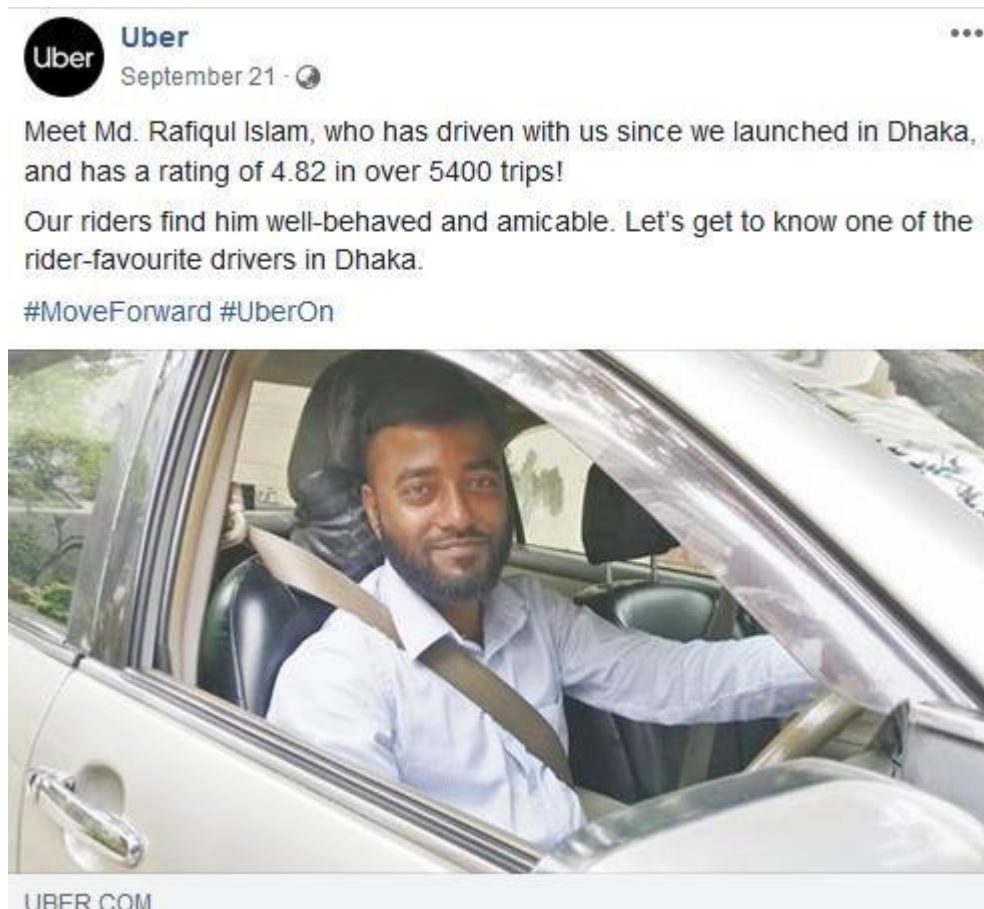 Uber
Uber
September 21 ·
Meet Md. Rafiqul Islam, who has driven with us since we launched in Dhaka,
and has a rating of 4.82 in over 5400 trips!
Our riders find him well-behaved and amicable. Let's get to know one of the
rider-favourite drivers in Dhaka.
#MoveForward #UberOn
UBER.COM